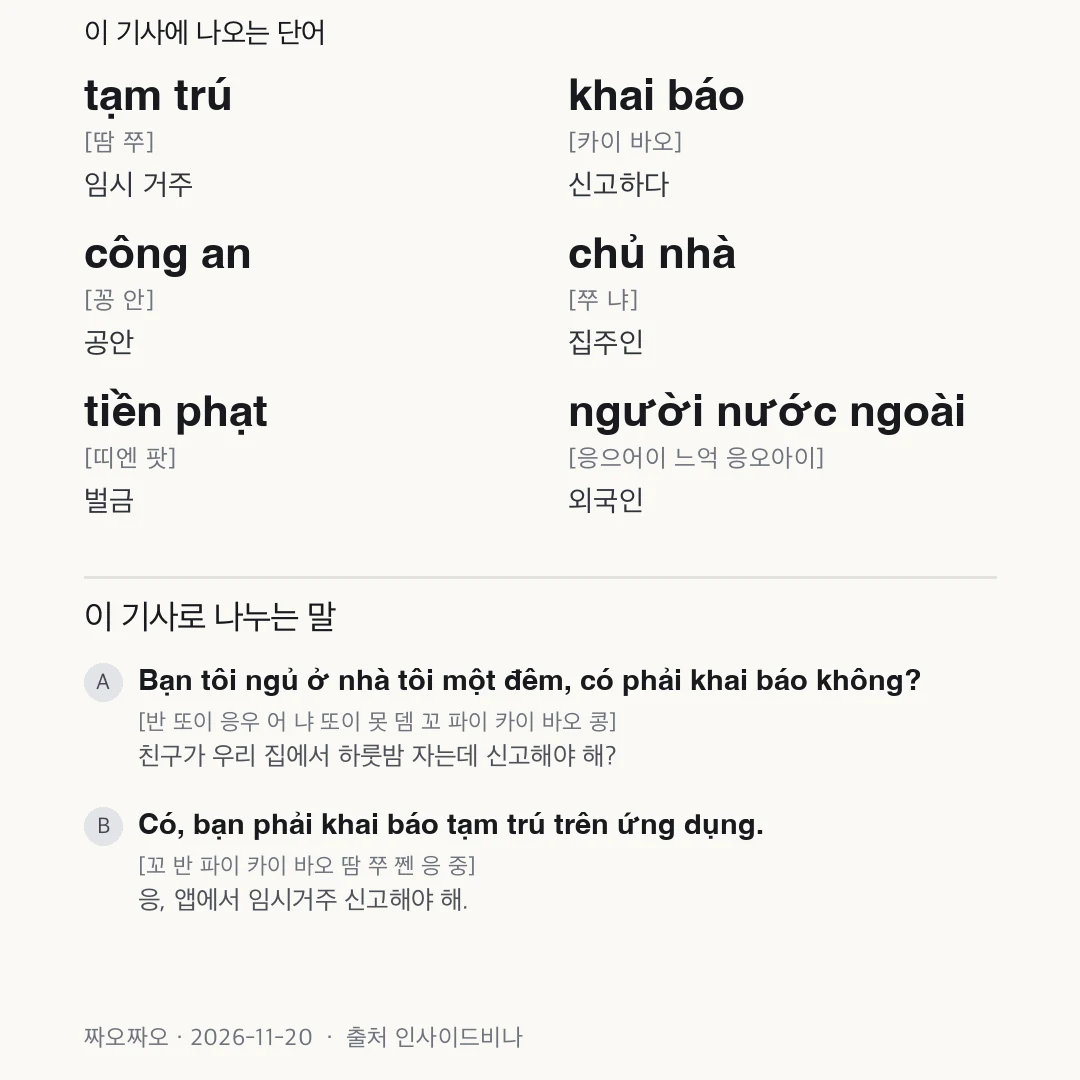 이 기사에 나오는 단어
tạm trú
[땀 쭈]
임시 거주
khai báo
[카이 바오]
신고하다
công an
[꽁 안]
공안
chủ nhà
[쭈 냐]
집주인
tiền phạt
[띠엔 팟]
벌금
người nước ngoài
[응으어이 느억 응오아이]
외국인
이 기사로 나누는 말
A Bạn tôi ngủ ở nhà tôi một đêm, có phải khai báo không?
[반 또이 응우 어 냐 또이 못 뎀 꼬 파이 카이 바오 콩]
친구가 우리 집에서 하룻밤 자는데 신고해야 해?
B Có, bạn phải khai báo tạm trú trên ứng dụng.
[꼬 반 파이 카이 바오 땀 쭈 쩬 응 중]
응, 앱에서 임시거주 신고해야 해.
짜오짜오 · 2026-11-20 · 출처 인사이드비나